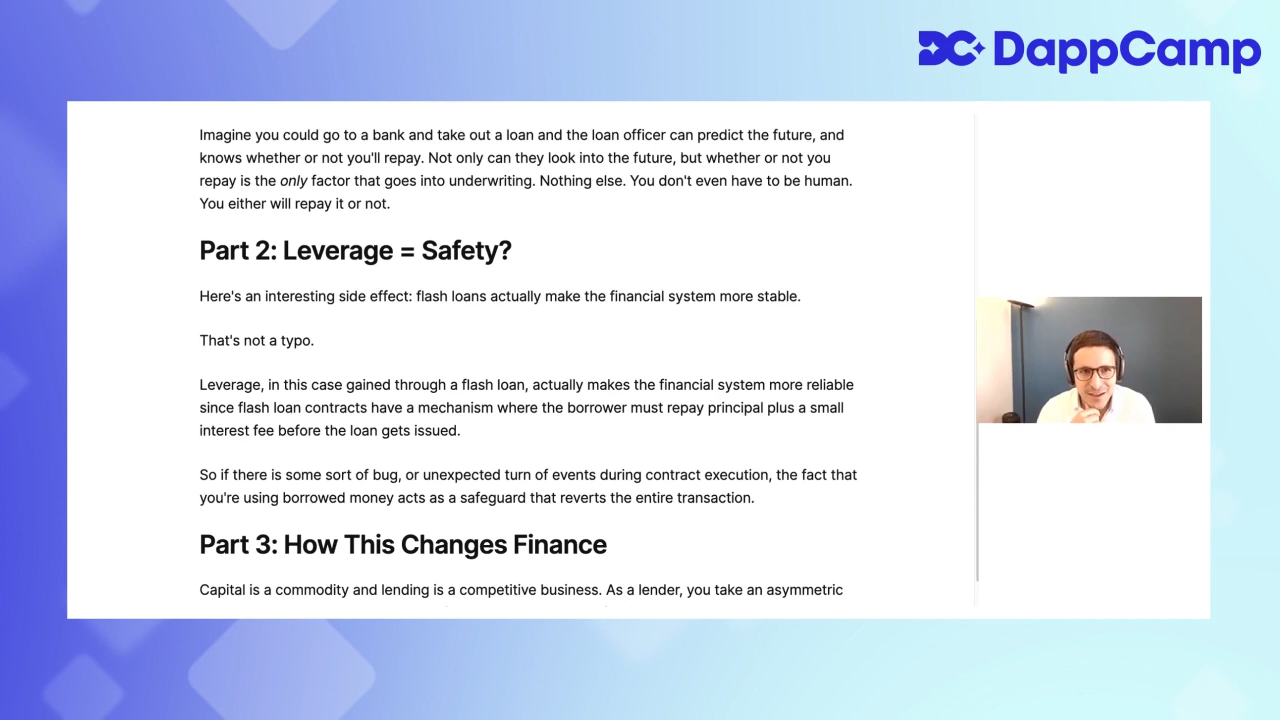 DappCamp
Imagine you could go to a bank and take out a loan and the loan officer can predict the future, and
knows whether or not you'll repay. Not only can they look into the future, but whether or not you
repay is the only factor that goes into underwriting. Nothing else. You don't even have to be human.
You either will repay it or not.
Part 2: Leverage = Safety?
Here's an interesting side effect: flash loans actually make the financial system more stable.
That's not a typo.
Leverage, in this case gained through a flash loan, actually makes the financial system more reliable
since flash loan contracts have a mechanism where the borrower must repay principal plus a small
interest fee before the loan gets issued.
So if there is some sort of bug, or unexpected turn of events during contract execution, the fact that
you're using borrowed money acts as a safeguard that reverts the entire transaction.
Part 3: How This Changes Finance
Capital is a commodity and lending is a competitive business. As a lender, you take an asymmetric